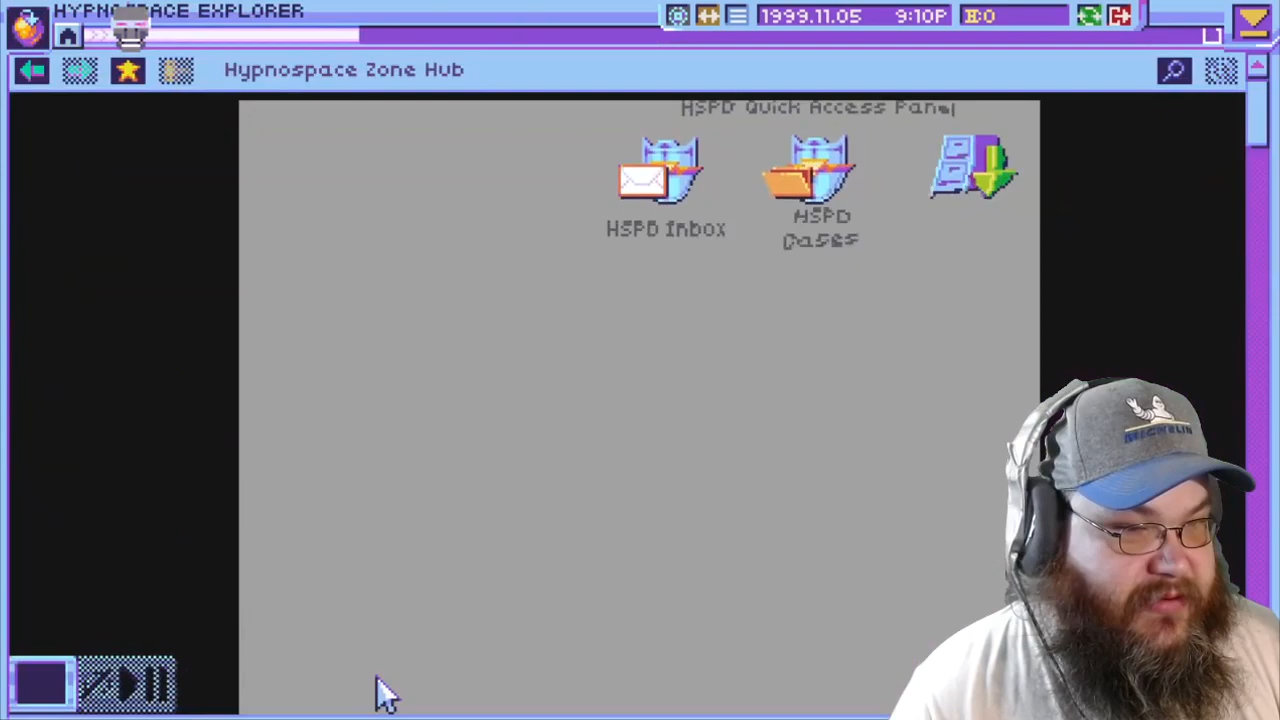 HYPNOSPACE EXPLORER
1999.11.05 9:10P
:0
Hypnospace Zone Hub
HSPD Quick Access Panel
HSPD Inbox
HSPD
Cases
MICHELIN